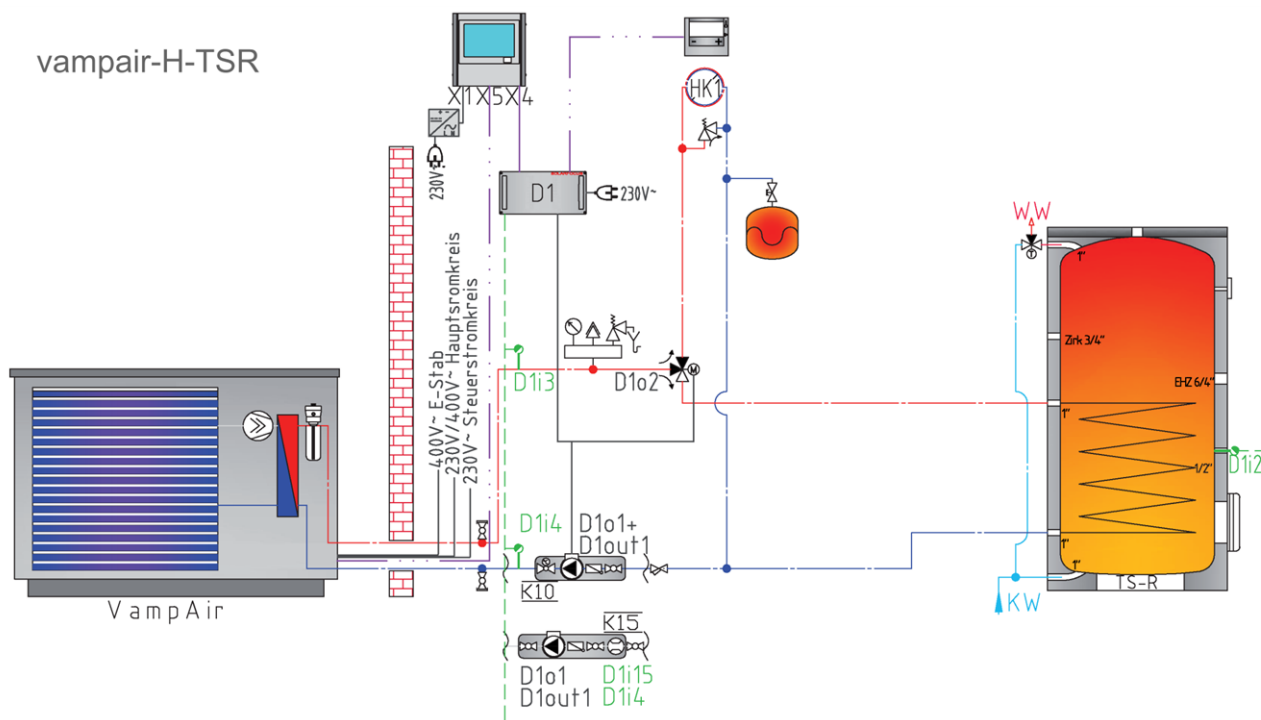 vampair-H-TSR
X1X5X4
230V~
HK1
D1
230V~
WW
1"
Zirk 3/4"
EHZ 6/4"
D1i3
D1o2
M
T
1"
1/2"
D1i2
400V~ E-Stab
230V/400V~ Hauptsromkreis
230V~ Steuerstromkreis
D1i4
D1o1+
D1out1
K10
1"
1"
TS-R
KW
VampAir
K15
D1o1
D1out1
D1i15
D1i4